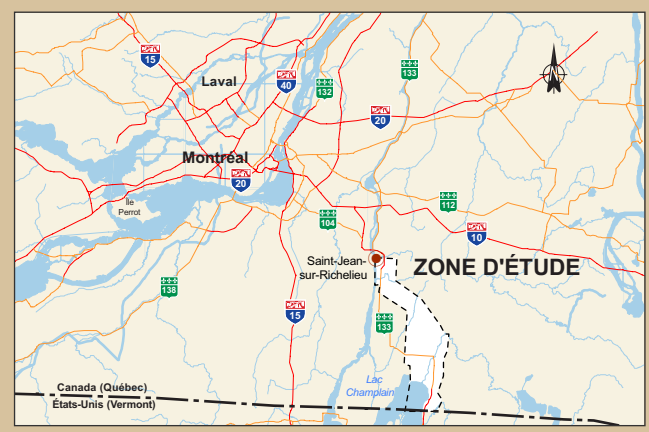 15
Laval
40
132
133
20
Montréal
20
Île
Perrot
112
104
10
Saint-Jean-
sur-Richelieu
ZONE D'ÉTUDE
138
15
133
Lac
Champlain
Canada (Québec)
États-Unis (Vermont)